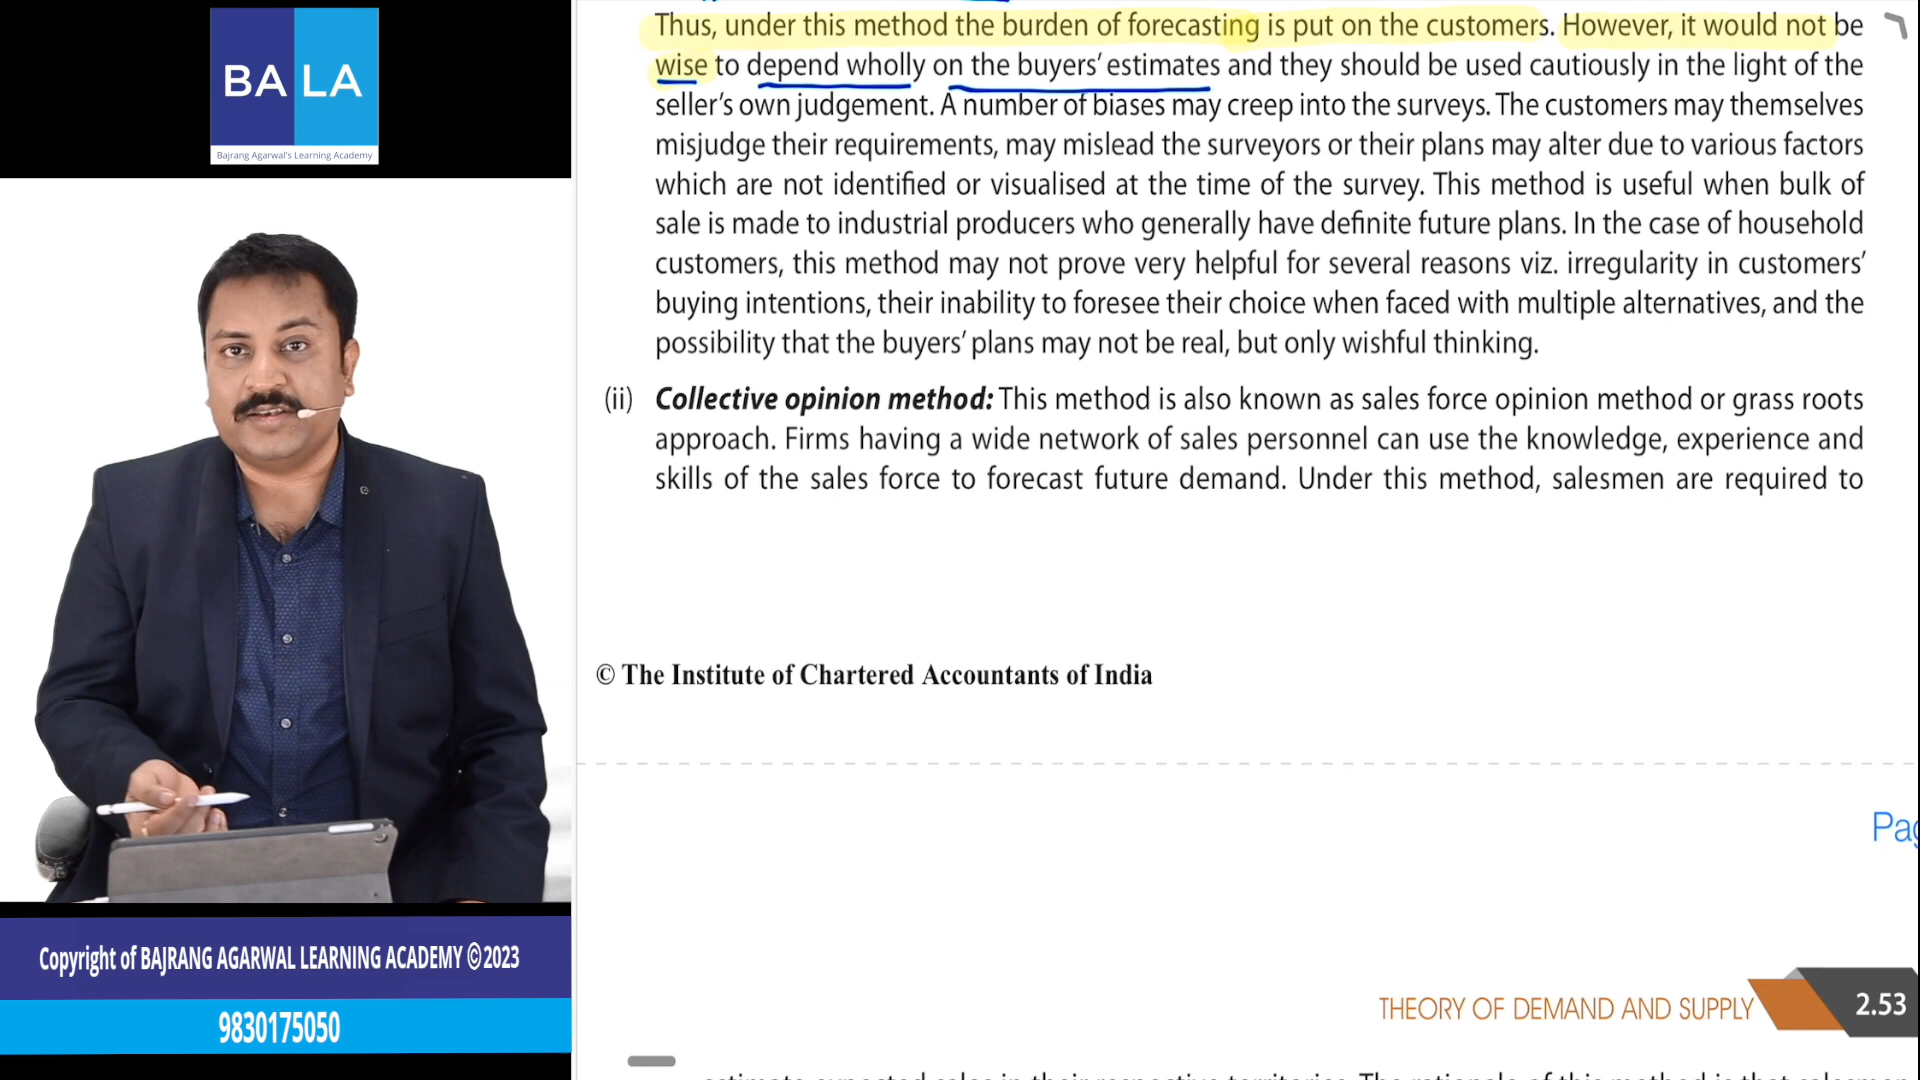 BA LA
Bajrang Agarwal's Learning Academy
Thus, under this method the burden of forecasting is put on the customers. However, it would not be
wise to depend wholly on the buyers’ estimates and they should be used cautiously in the light of the
seller’s own judgement. A number of biases may creep into the surveys. The customers may themselves
misjudge their requirements, may mislead the surveyors or their plans may alter due to various factors
which are not identified or visualised at the time of the survey. This method is useful when bulk of
sale is made to industrial producers who generally have definite future plans. In the case of household
customers, this method may not prove very helpful for several reasons viz. irregularity in customers’
buying intentions, their inability to foresee their choice when faced with multiple alternatives, and the
possibility that the buyers’ plans may not be real, but only wishful thinking.
(ii) Collective opinion method: This method is also known as sales force opinion method or grass roots
approach. Firms having a wide network of sales personnel can use the knowledge, experience and
skills of the sales force to forecast future demand. Under this method, salesmen are required to
© The Institute of Chartered Accountants of India
THEORY OF DEMAND AND SUPPLY 2.53
Copyright of BAJRANG AGARWAL LEARNING ACADEMY ©2023
9830175050